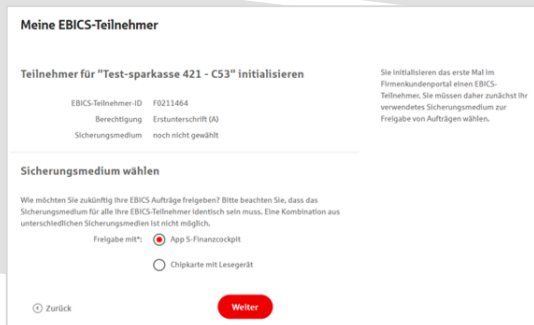 Meine EBICS-Teilnehmer
Teilnehmer für "Test-sparkasse 421 - C53" initialisieren
EBICS-Teilnehmer-ID F0211464
Berechtigung Erstunterschrift (A)
Sicherungsmedium noch nicht gewählt
Sie initialisieren das erste Mal im
Firmenkundenportal einen EBICS-
Teilnehmer. Sie müssen daher zunächst Ihr
verwendetes Sicherungsmedium zur
Freigabe von Aufträgen wählen.
Sicherungsmedium wählen
Wie möchten Sie zukünftig Ihre EBICS Aufträge freigeben? Bitte beachten Sie, dass das
Sicherungsmedium für alle Ihre EBICS-Teilnehmer identisch sein muss. Eine Kombination aus
unterschiedlichen Sicherungsmedien ist nicht möglich.
Freigabe mit*: App S-Finanzcockpit
Chipkarte mit Lesegerät
Zurück
Weiter